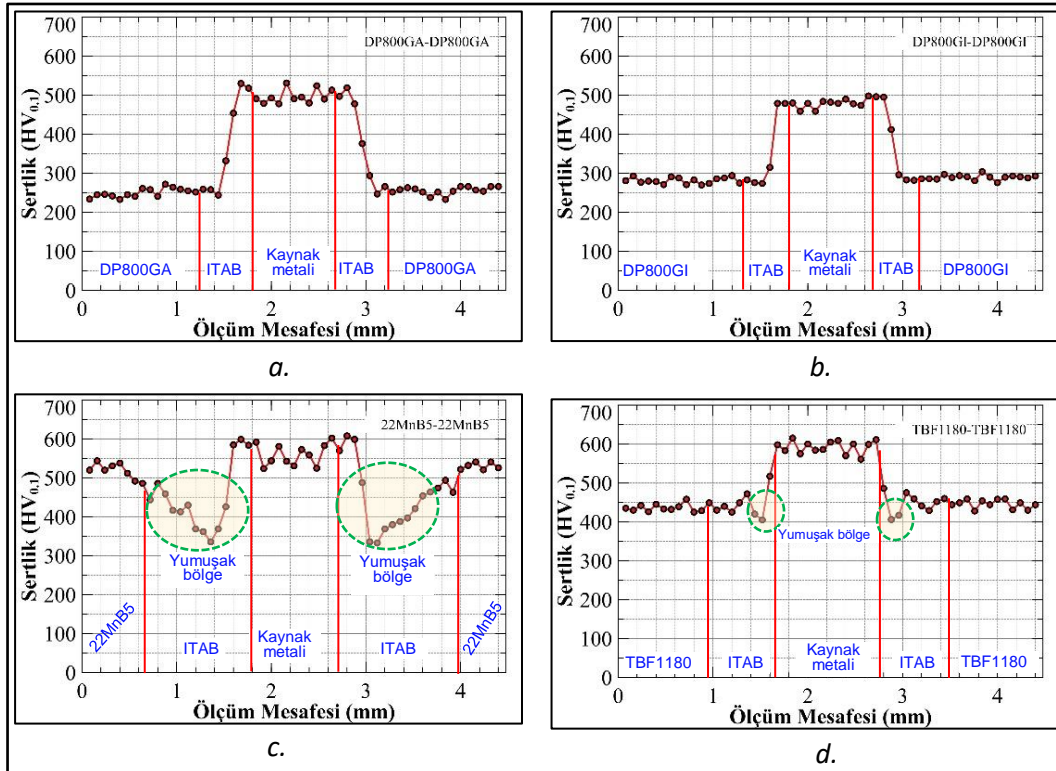 700
600
500
400
300
200
100
0
Sertlik (HV0,1)
DP800GA-DP800GA
DP800GA
ITAB
Kaynak
metali
ITAB
DP800GA
0 1 2 3 4
Ölçüm Mesafesi (mm)
a.
700
600
500
400
300
200
100
0
Sertlik (HV0,1)
DP800GI-DP800GI
DP800GI
ITAB
Kaynak
metali
ITAB
DP800GI
0 1 2 3 4
Ölçüm Mesafesi (mm)
b.
700
600
500
400
300
200
100
0
Sertlik (HV0,1)
22MnB5-22MnB5
Yumuşak
bölge
Yumuşak
bölge
22MnB5
ITAB
Kaynak
metali
ITAB
22MnB5
0 1 2 3 4
Ölçüm Mesafesi (mm)
c.
700
600
500
400
300
200
100
0
Sertlik (HV0,1)
TBF1180-TBF1180
Yumuşak bölge
TBF1180
ITAB
Kaynak
metali
ITAB
TBF1180
0 1 2 3 4
Ölçüm Mesafesi (mm)
d.